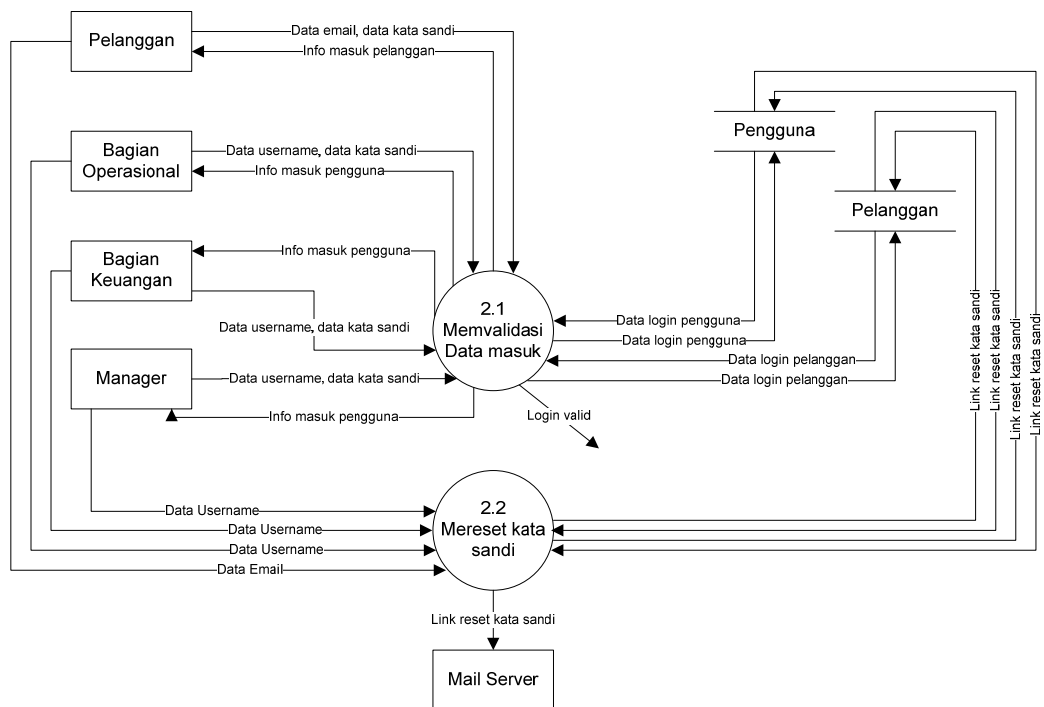 Pelanggan
Data email, data kata sandi
Info masuk pelanggan
Bagian
Operasional
Data username, data kata sandi
Info masuk pengguna
Pengguna
Pelanggan
Bagian
Keuangan
Info masuk pengguna
Data username, data kata sandi
2.1
Memvalidasi
Data masuk
Data login pengguna
Data login pengguna
Data login pelanggan
Data login pelanggan
Manager
Data username, data kata sandi
Info masuk pengguna
Login valid
Link reset kata sandi
Link reset kata sandi
Link reset kata sandi
Link reset kata sandi
2.2
Mereset kata
sandi
Data Username
Data Username
Data Username
Data Email
Link reset kata sandi
Mail Server